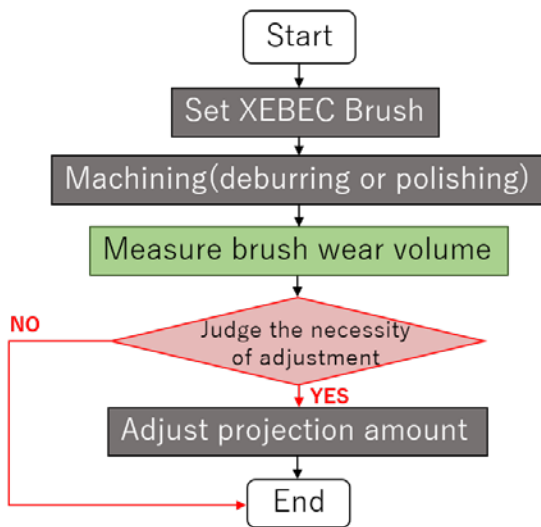 Start
Set XEBEC Brush
Machining(deburring or polishing)
Measure brush wear volume
NO
Judge the necessity
of adjustment
YES
Adjust projection amount
End